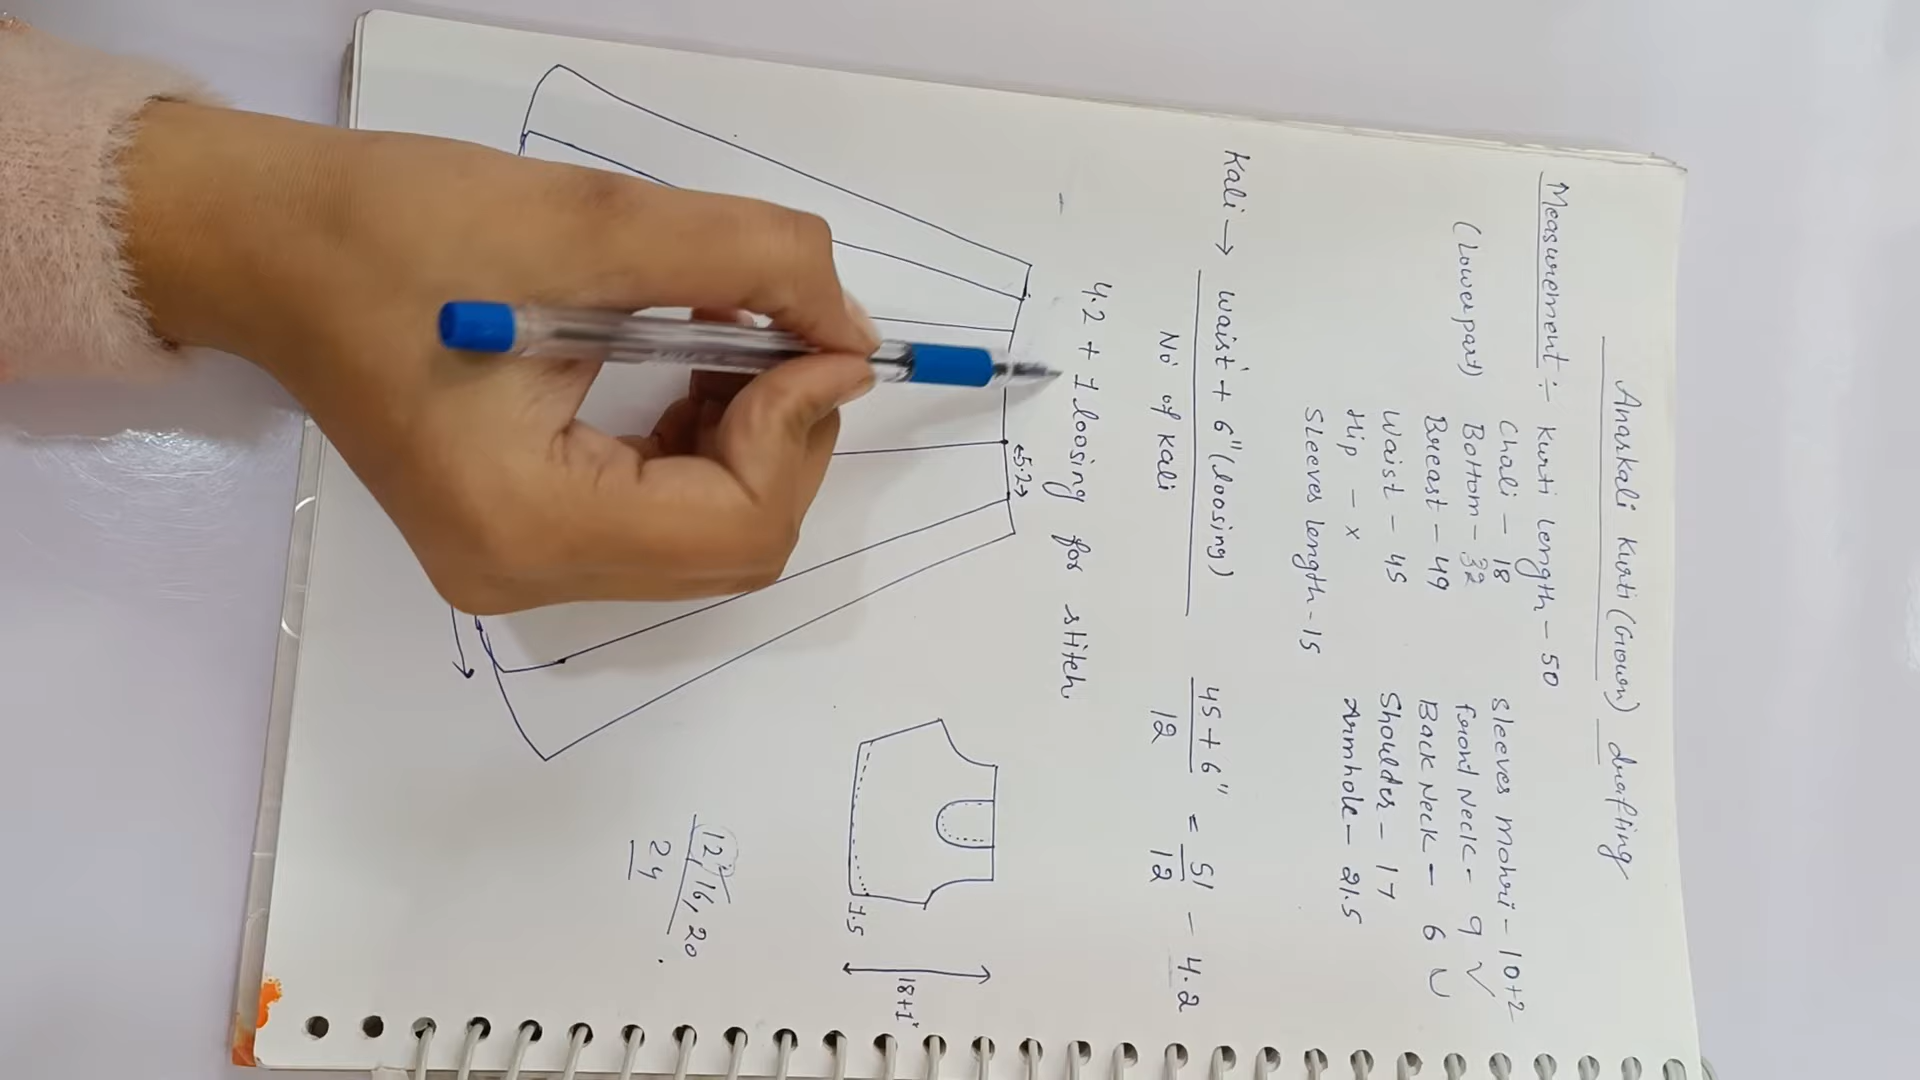 Anarkali Kurti (Gown) drafting
Measurement :- Kurti length - 50
(Lowerpart)
Choli - 18
Bottom - 32
Breast - 49
Waist - 45
Hip - x
Sleeves length - 15
Sleeves Mohri - 10+2
front Neck - 9 ✓
Back Neck - 6
Shoulder - 17
Armhole - 21.5
Kali → Waist + 6" (loosing)
No of Kali
45 + 6" = 51 - 4.2
12 12
4.2 + 1 loosing for stitch.
←5.2→
1.5
18+1"
12, 16, 20
24